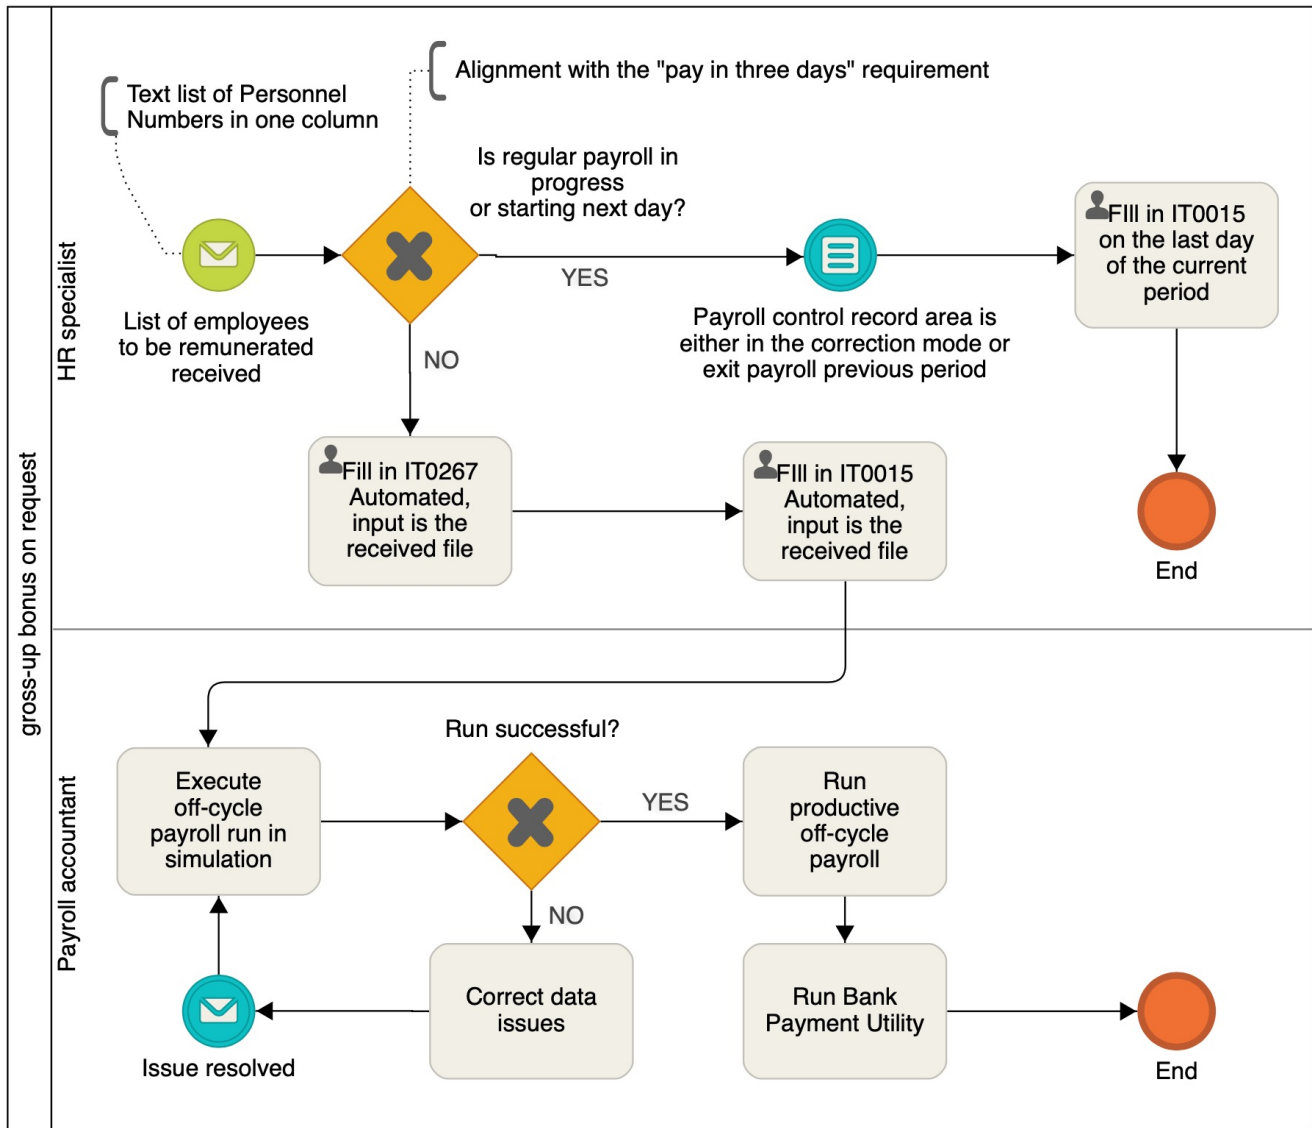 gross-up bonus on request
HR specialist
Text list of Personnel
Numbers in one column
Alignment with the "pay in three days" requirement
Is regular payroll in
progress
or starting next day?
List of employees
to be remunerated
received
YES
NO
Payroll control record area is
either in the correction mode or
exit payroll previous period
FIll in IT0015
on the last day
of the current
period
Fill in IT0267
Automated,
input is the
received file
FIll in IT0015
Automated,
input is the
received file
End
Payroll accountant
Execute
off-cycle
payroll run in
simulation
Run successful?
YES
NO
Run
productive
off-cycle
payroll
Correct data
issues
Issue resolved
Run Bank
Payment Utility
End